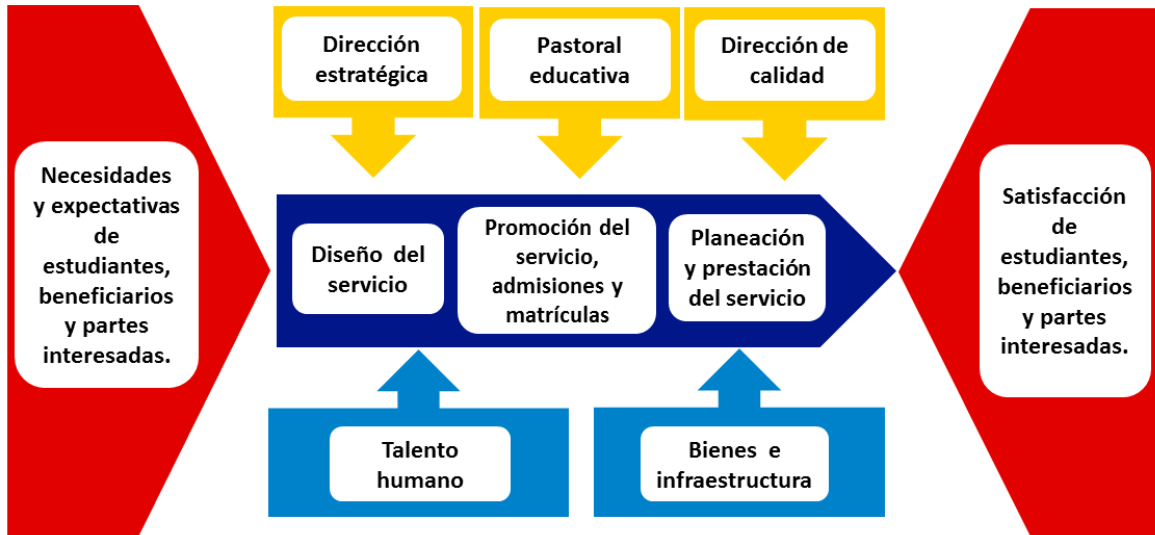 Dirección
estratégica
Pastoral
educativa
Dirección de
calidad
Necesidades
y expectativas
de
estudiantes,
beneficiarios
y partes
interesadas.
Diseño del
servicio
Promoción del
servicio,
admisiones y
matrículas
Planeación
y prestación
del servicio
Satisfacción
de
estudiantes,
beneficiarios
y partes
interesadas.
Talento
humano
Bienes e
infraestructura